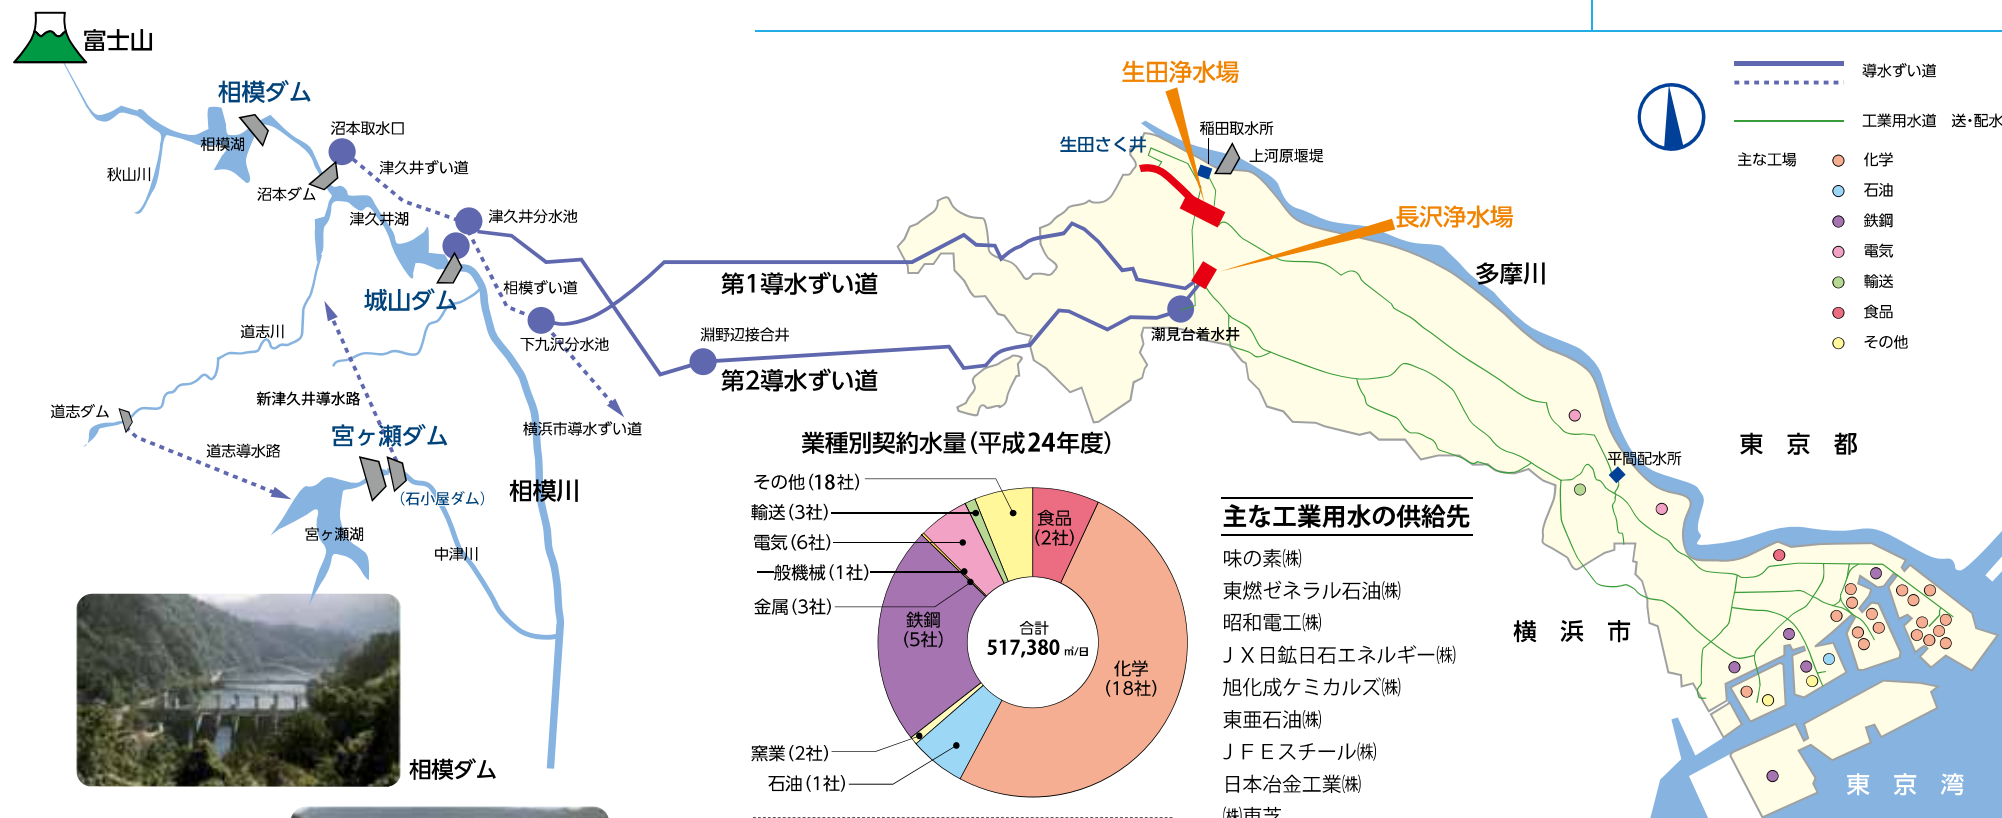 富士山
相模ダム
相模湖
沼本取水口
秋山川
沼本ダム
津久井ずい道
津久井湖
津久井分水池
城山ダム
相模ずい道
道志川
下九沢分水池
新津久井導水路
道志ダム
道志導水路
宮ヶ瀬ダム
(石小屋ダム)
宮ヶ瀬湖
中津川
相模川
横浜市導水ずい道
淵野辺接合井
第1導水ずい道
第2導水ずい道
相模ダム
生田浄水場
生田さく井
稲田取水所
上河原堰堤
長沢浄水場
多摩川
潮見台着水井
平間配水所
東 京 都
横 浜 市
東 京 湾
導水ずい道
工業用水道 送・配水
主な工場
化学
石油
鉄鋼
電気
輸送
食品
その他
業種別契約水量(平成24年度)
その他(18社)
輸送(3社)
電気(6社)
一般機械(1社)
金属(3社)
鉄鋼
(5社)
窯業(2社)
石油(1社)
食品
(2社)
化学
(18社)
合計
517,380 ㎥/日
主な工業用水の供給先
味の素㈱
東燃ゼネラル石油㈱
昭和電工㈱
ＪＸ日鉱日石エネルギー㈱
旭化成ケミカルズ㈱
東亜石油㈱
ＪＦＥスチール㈱
日本冶金工業㈱
㈱東芝